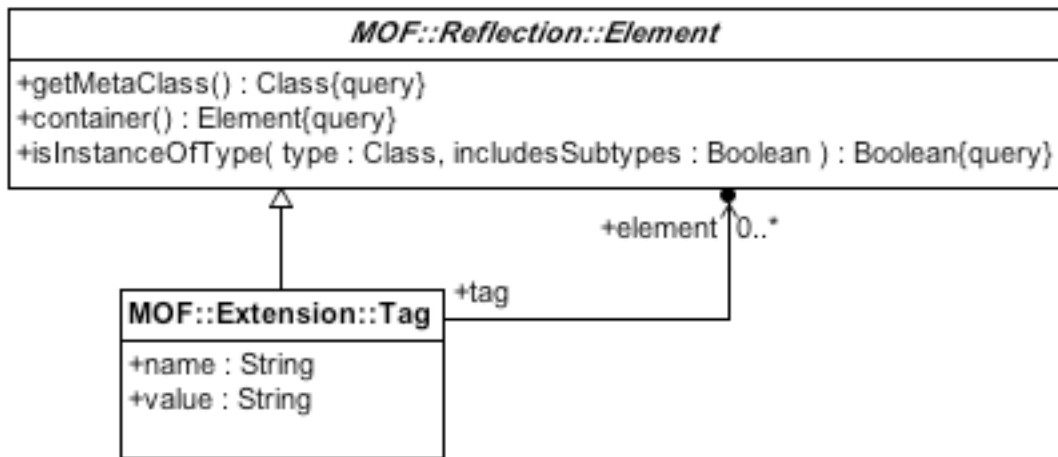 MOF::Reflection::Element
+getMetaClass() : Class{query}
+container() : Element{query}
+isInstanceOfType( type : Class, includesSubtypes : Boolean ) : Boolean{query}
+element 0..*
+tag
MOF::Extension::Tag
+name : String
+value : String